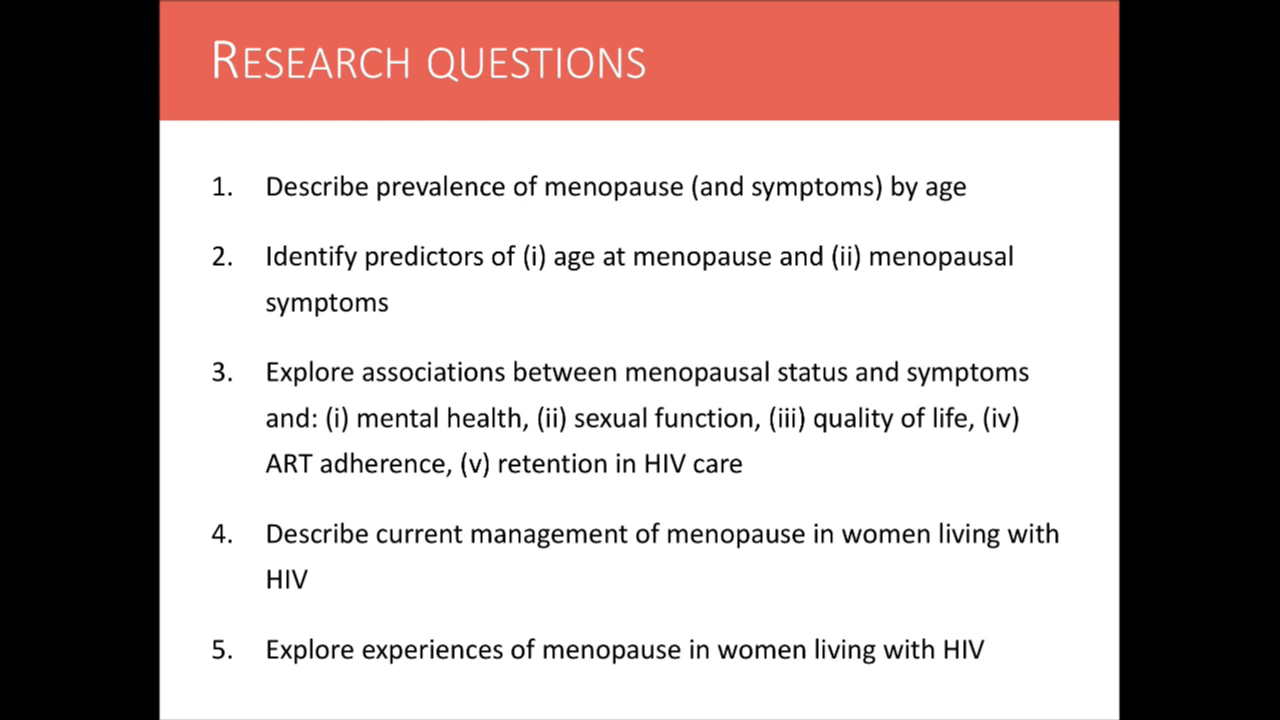 RESEARCH QUESTIONS
1. Describe prevalence of menopause (and symptoms) by age
2. Identify predictors of (i) age at menopause and (ii) menopausal
symptoms
3. Explore associations between menopausal status and symptoms
and: (i) mental health, (ii) sexual function, (iii) quality of life, (iv)
ART adherence, (v) retention in HIV care
4. Describe current management of menopause in women living with
HIV
5. Explore experiences of menopause in women living with HIV